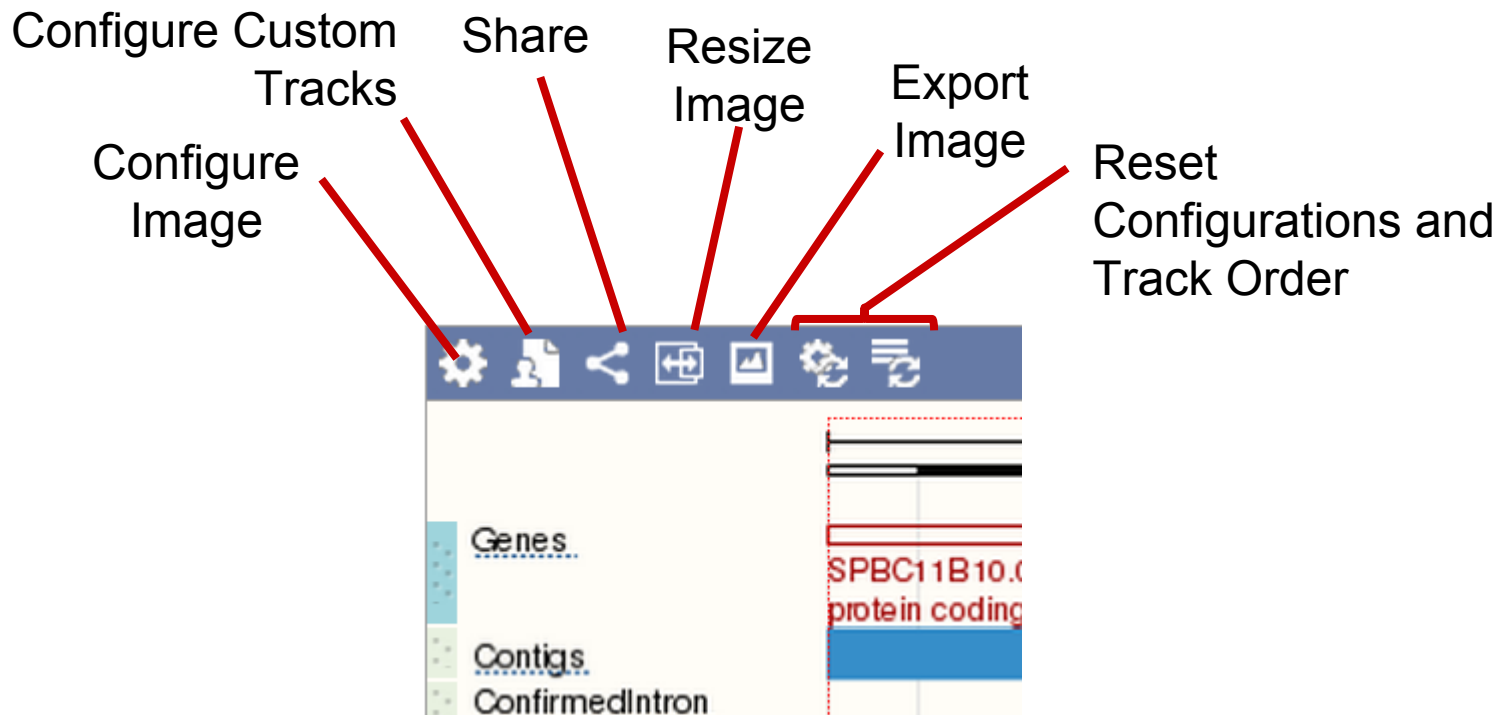 Configure Custom
Tracks
Share
Resize
Image
Export
Image
Configure
Image
Reset
Configurations and
Track Order
Genes
SPBC11B10.
protein coding
Contigs
ConfirmedIntron